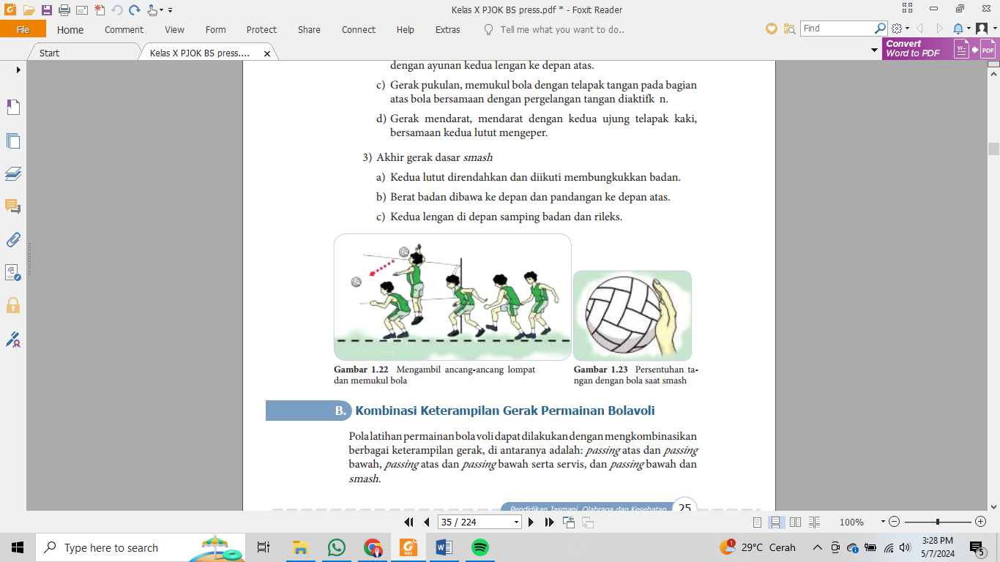 Kelas X PJOK BS press.pdf * - Foxit Reader
File Home Comment View Form Protect Share Connect Help Extras Tell me what you want to do.. Find
Start Kelas X PJOK BS press.... Convert
Word to PDF
dengan ayunan kedua lengan ke depan atas.
c) Gerak pukulan, memukul bola dengan telapak tangan pada bagian
atas bola bersamaan dengan pergelangan tangan diaktifk n.
d) Gerak mendarat, mendarat dengan kedua ujung telapak kaki,
bersamaan kedua lutut mengeper.
3) Akhir gerak dasar smash
a) Kedua lutut direndahkan dan diikuti membungkukkan badan.
b) Berat badan dibawa ke depan dan pandangan ke depan atas.
c) Kedua lengan di depan samping badan dan rileks.
Gambar 1.22 Mengambil ancang-ancang lompat
dan memukul bola
Gambar 1.23 Persentuhan ta-
ngan dengan bola saat smash
B. Kombinasi Keterampilan Gerak Permainan Bolavoli
Pola latihan permainan bola voli dapat dilakukan dengan mengkombinasikan
berbagai keterampilan gerak, di antaranya adalah: passing atas dan passing
bawah, passing atas dan passing bawah serta servis, dan passing bawah dan
smash.
Pendidikan Jasmani, Olahraga dan Kesehatan 25
35 / 224 100%
Type here to search 29°C Cerah 3:28 PM
5/7/2024